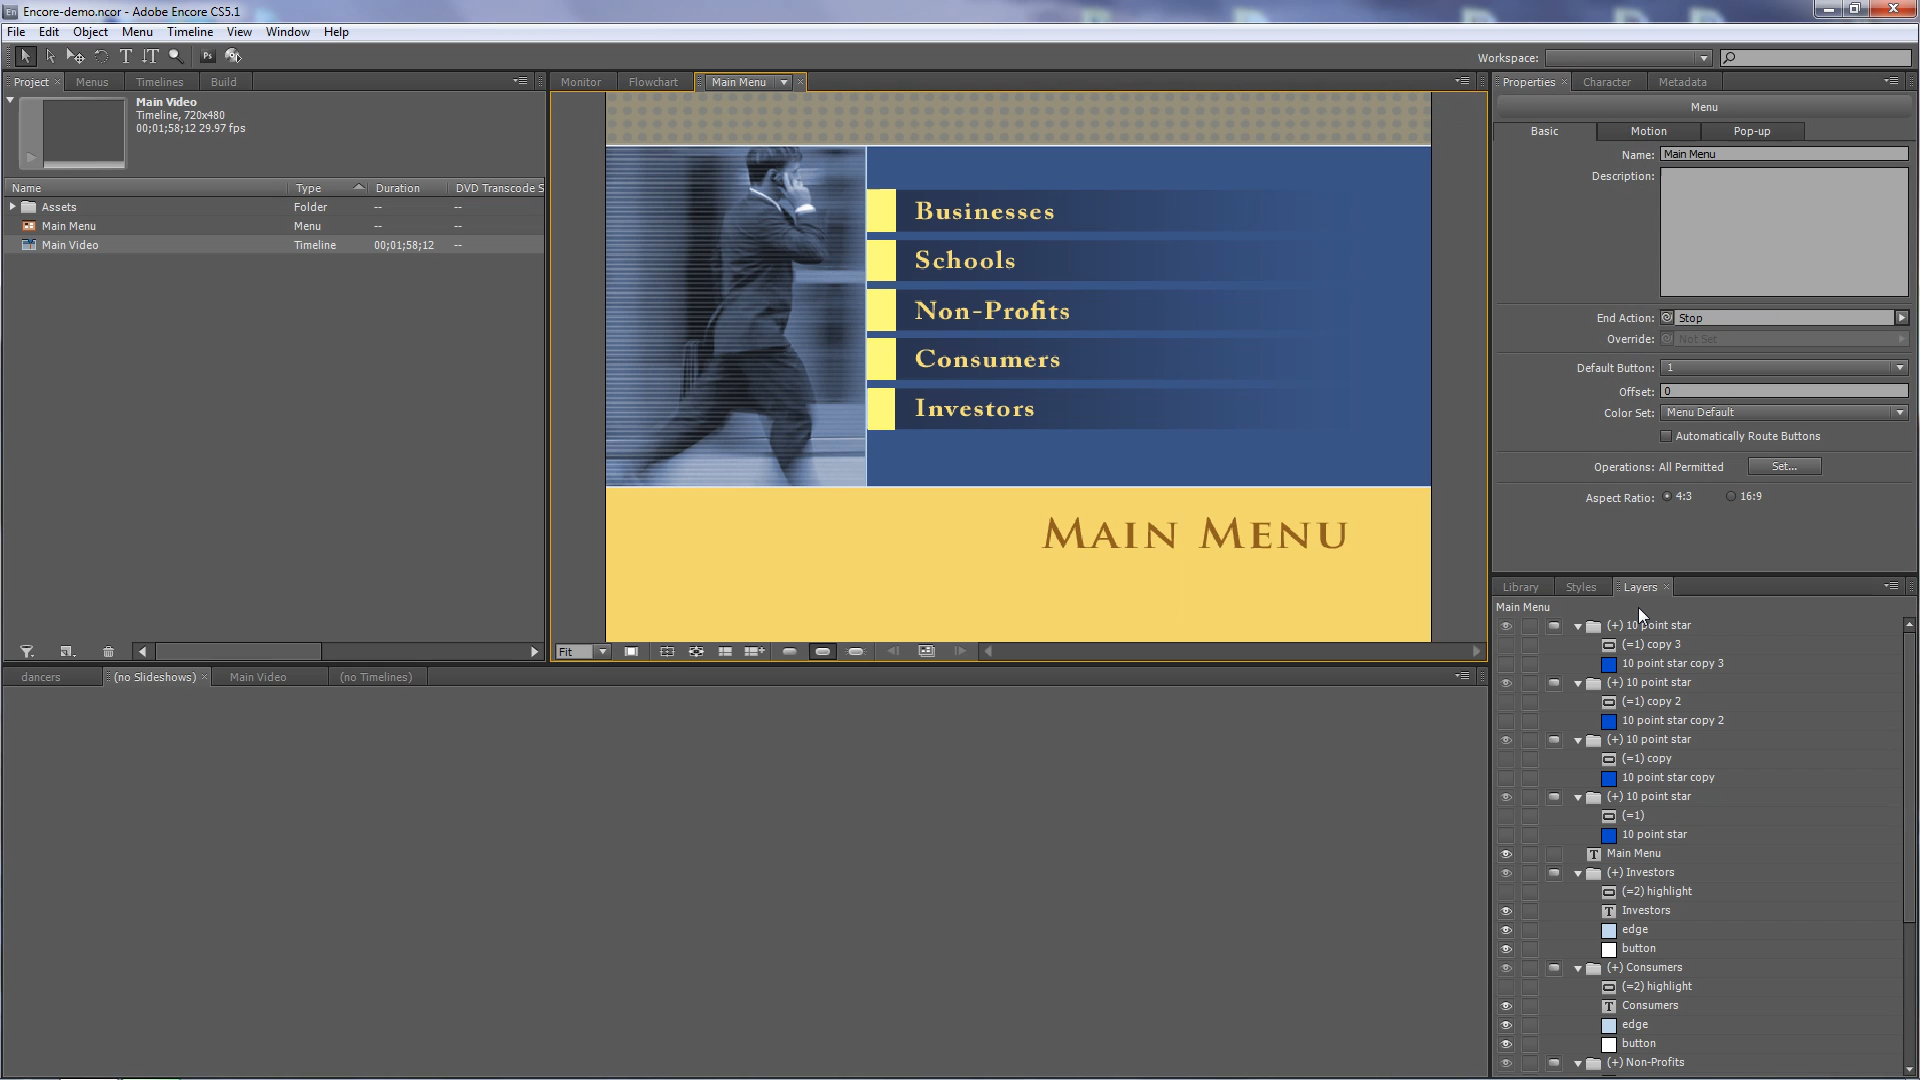 En Encore-demo.ncor - Adobe Encore CS5.1
File Edit Object Menu Timeline View Window Help
Workspace:
Project Menus Timelines Build
Monitor Flowchart Main Menu
Properties Character Metadata
Main Video
Timeline, 720x480
00;01;58;12 29.97 fps
Name Type Duration DVD Transcode S
Assets Folder -- --
Main Menu Menu -- --
Main Video Timeline 00;01;58;12 --
Businesses
Schools
Non-Profits
Consumers
Investors
Main Menu
Fit
Menu
Basic Motion Pop-up
Name: Main Menu
Description:
End Action: Stop
Override: Not Set
Default Button: 1
Offset: 0
Color Set: Menu Default
Automatically Route Buttons
Operations: All Permitted Set...
Aspect Ratio: 4:3 16:9
Library Styles Layers
Main Menu
(+) 10 point star
(=1) copy 3
10 point star copy 3
(+) 10 point star
(=1) copy 2
10 point star copy 2
(+) 10 point star
(=1) copy
10 point star copy
(+) 10 point star
(=1)
10 point star
T Main Menu
(+) Investors
(=2) highlight
T Investors
edge
button
(+) Consumers
(=2) highlight
T Consumers
edge
button
(+) Non-Profits
dancers (no Slideshows) Main Video (no Timelines)